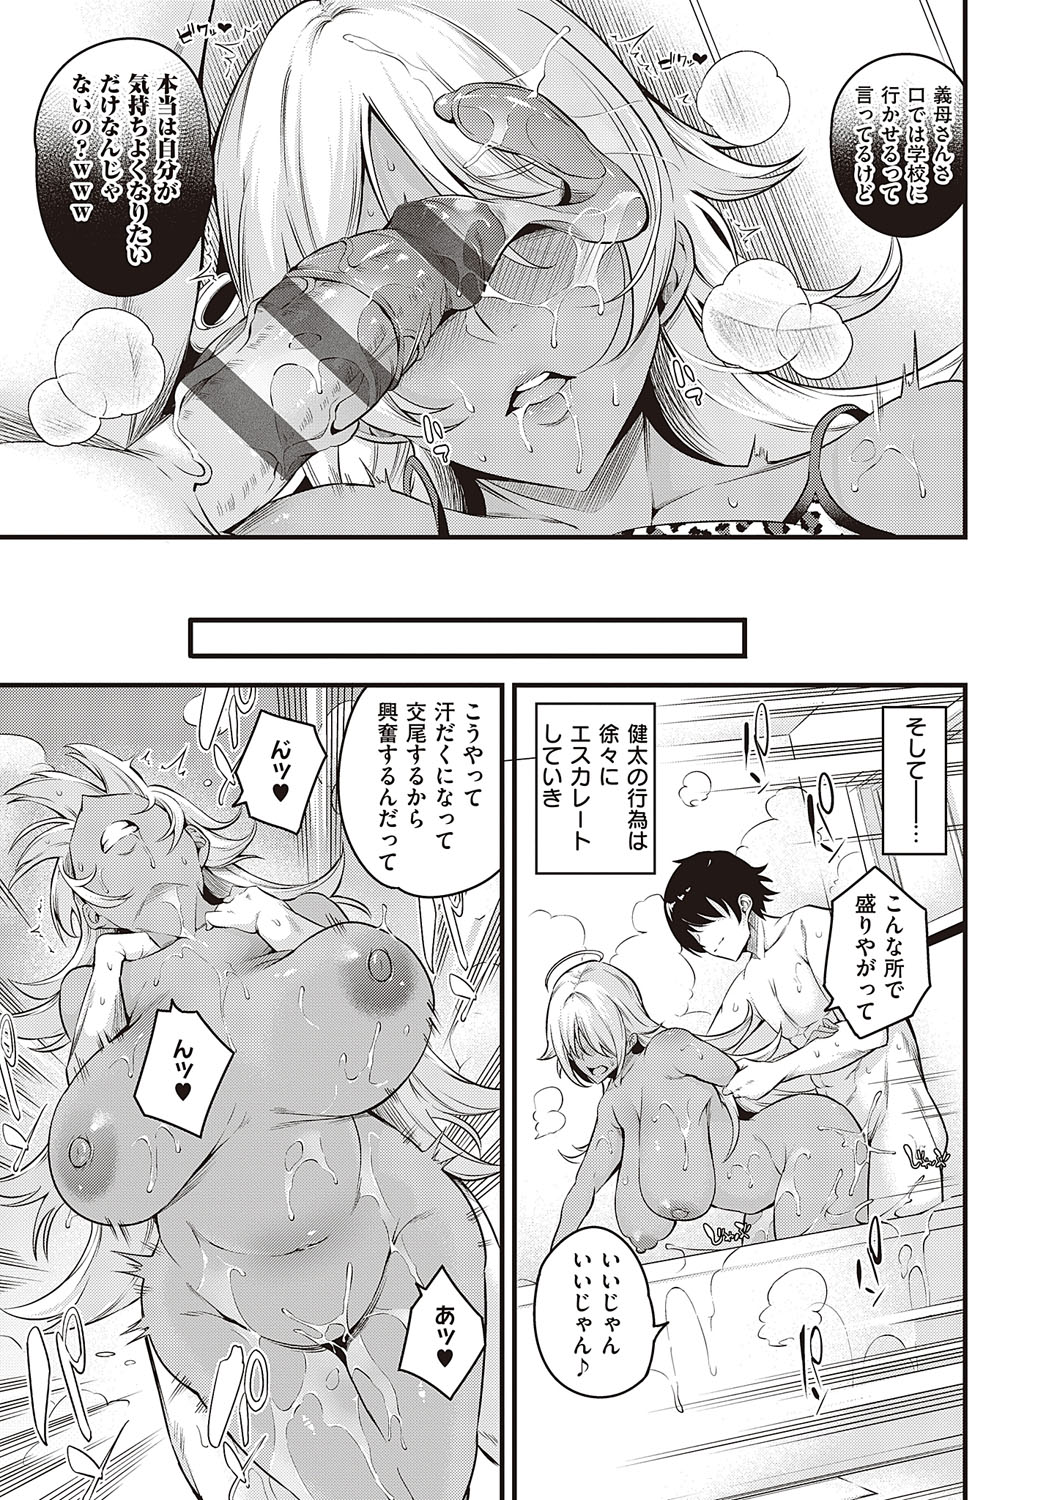 義母さんさ
口では学校に
行かせるって
言ってるけど
本当は自分が
気持ちよくなりたい
だけなんじゃ
ないの?www
ビクッ♥
ビクッ♥
そして――…
こんな所で
盛りやがって
健太の行為は
徐々に
エスカレート
していき
いいじゃん
いいじゃん♪
こうやって
汗だくになって
交尾するから
興奮するんだって
んッ♥
んッ♥
あッ♥